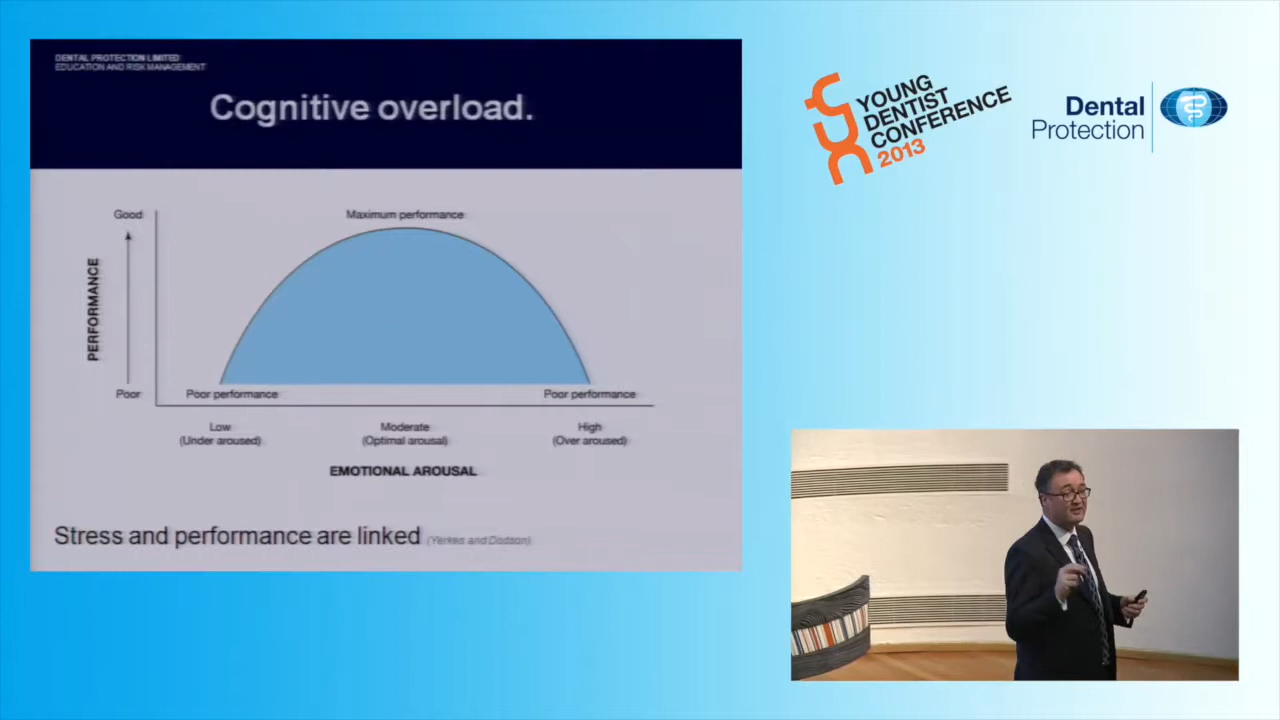 DENTAL PROTECTION LIMITED
EDUCATION AND RISK MANAGEMENT
Cognitive overload.
Good
Maximum performance
PERFORMANCE
Poor
Poor performance
Poor performance
Low
(Under aroused)
Moderate
(Optimal arousal)
High
(Over aroused)
EMOTIONAL AROUSAL
Stress and performance are linked (Yerkes and Dodson)
YOUNG
DENTIST
CONFERENCE
2013
Dental
Protection